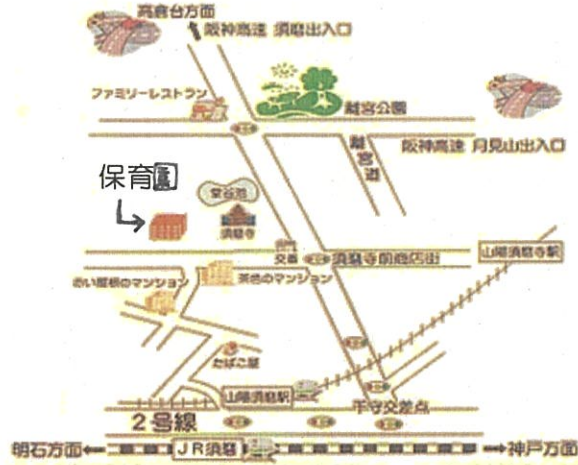 高倉台方面
阪神高速 須磨出入口
ファミリーレストラン
離宮公園
離宮道
阪神高速 月見山出入口
保育園
堂谷池
須磨寺
交番
須磨寺前商店街
山陽須磨寺駅
赤い屋根のマンション
茶色のマンション
たばこ屋
山陽須磨駅
千守交差点
2号線
明石方面
JR須磨
神戸方面